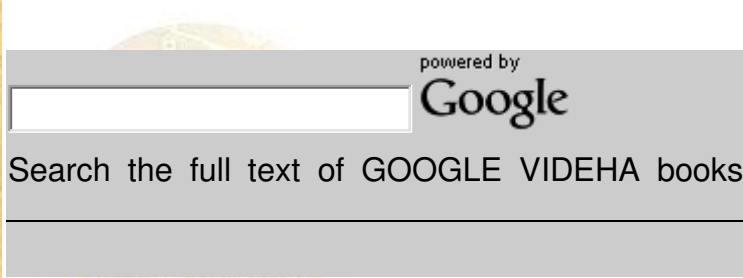 powered by
Google
Search the full text of GOOGLE VIDEHA books